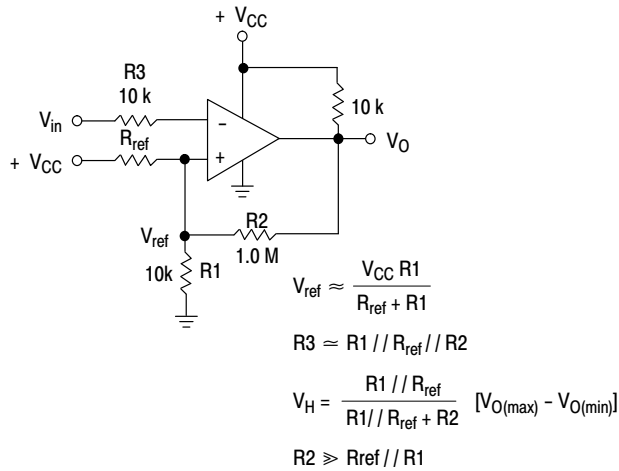 + VCC
R3
10 k
Vin
-
10 k
Rref
+ VCC
+
VO
R2
Vref
1.0 M
10k
R1
Vref ≈ VCC R1 / Rref + R1
R3 ≃ R1 / / Rref / / R2
VH = R1 / / Rref / R1/ / Rref + R2 [VO(max) - VO(min)]
R2 ≫ Rref / / R1